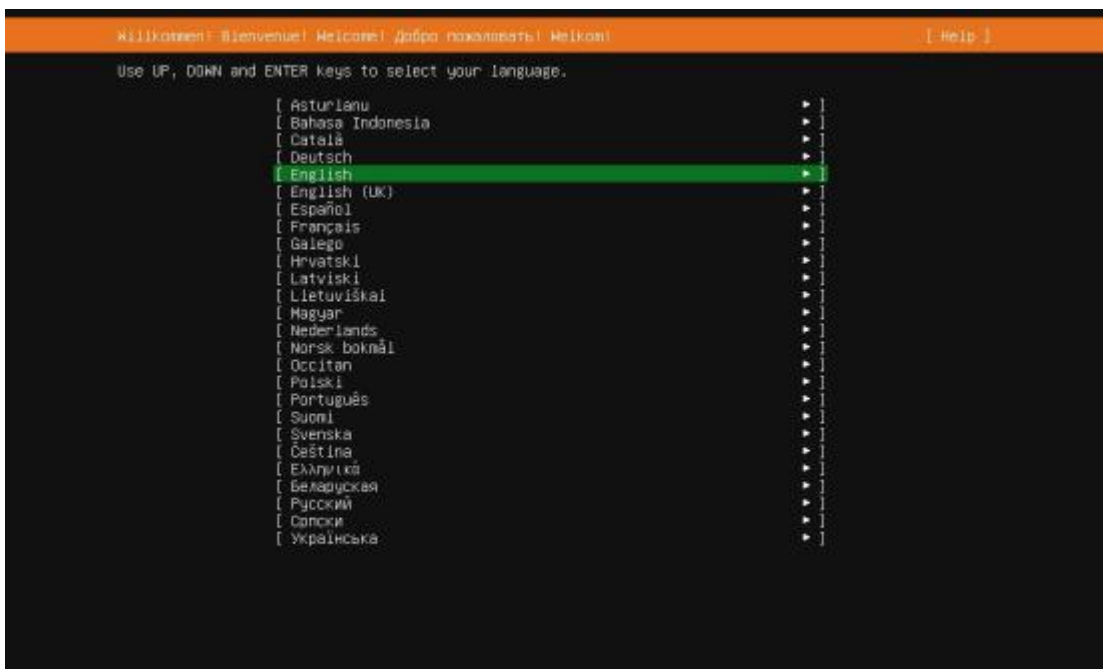 Willkommen! Bienvenue! Welcome! Добро пожаловать! Welkom! [ Help ]
Use UP, DOWN and ENTER keys to select your language.
[ Asturianu ▸ ]
[ Bahasa Indonesia ▸ ]
[ Català ▸ ]
[ Deutsch ▸ ]
[ English ▸ ]
[ English (UK) ▸ ]
[ Español ▸ ]
[ Français ▸ ]
[ Galego ▸ ]
[ Hrvatski ▸ ]
[ Latviski ▸ ]
[ Lietuviškai ▸ ]
[ Magyar ▸ ]
[ Nederlands ▸ ]
[ Norsk bokmål ▸ ]
[ Occitan ▸ ]
[ Polski ▸ ]
[ Português ▸ ]
[ Suomi ▸ ]
[ Svenska ▸ ]
[ Čeština ▸ ]
[ Ελληνικά ▸ ]
[ Беларуская ▸ ]
[ Русский ▸ ]
[ Српски ▸ ]
[ Українська ▸ ]